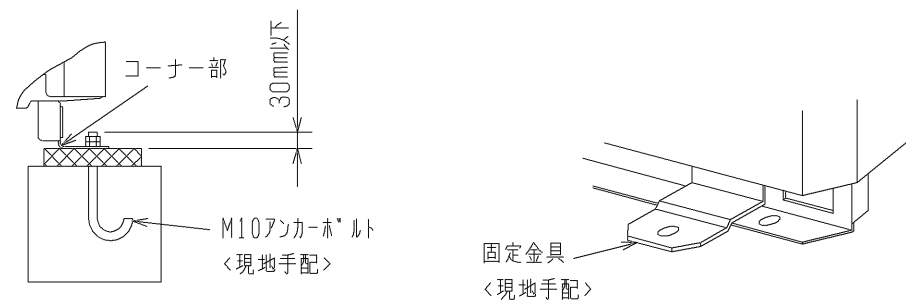 コーナー部
30mm以下
M10アンカーボルト
<現地手配>
固定金具
<現地手配>